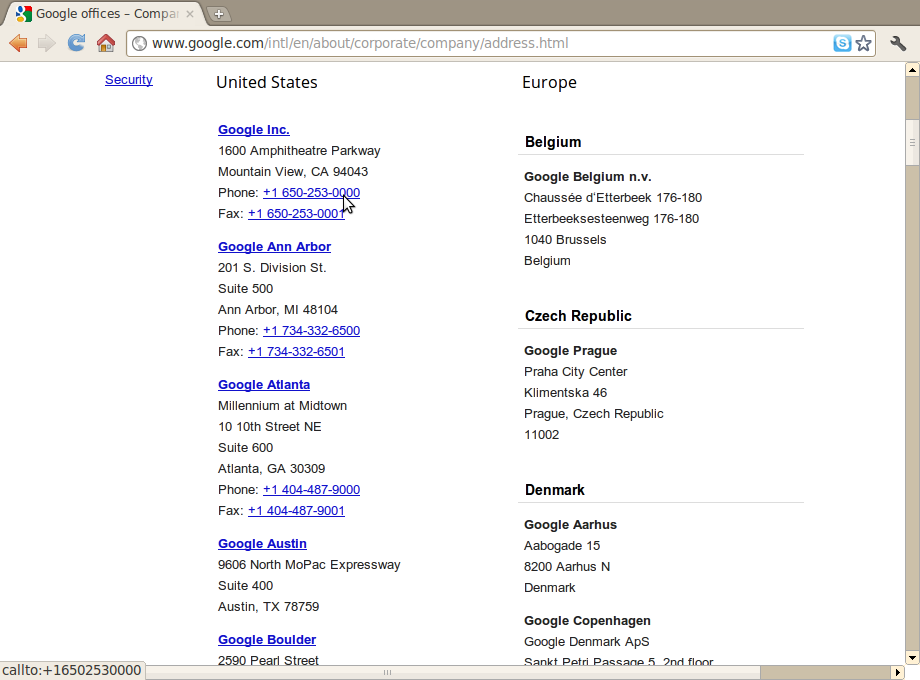 Google offices – Compa
www.google.com/intl/en/about/corporate/company/address.html
Security
United States
Google Inc.
1600 Amphitheatre Parkway
Mountain View, CA 94043
Phone: +1 650-253-0000
Fax: +1 650-253-0001
Google Ann Arbor
201 S. Division St.
Suite 500
Ann Arbor, MI 48104
Phone: +1 734-332-6500
Fax: +1 734-332-6501
Google Atlanta
Millennium at Midtown
10 10th Street NE
Suite 600
Atlanta, GA 30309
Phone: +1 404-487-9000
Fax: +1 404-487-9001
Google Austin
9606 North MoPac Expressway
Suite 400
Austin, TX 78759
Google Boulder
2590 Pearl Street
Europe
Belgium
Google Belgium n.v.
Chaussée d'Etterbeek 176-180
Etterbeeksesteenweg 176-180
1040 Brussels
Belgium
Czech Republic
Google Prague
Praha City Center
Klimentska 46
Prague, Czech Republic
11002
Denmark
Google Aarhus
Aabogade 15
8200 Aarhus N
Denmark
Google Copenhagen
Google Denmark ApS
Sankt Petri Passage 5, 2nd floor
callto:+16502530000